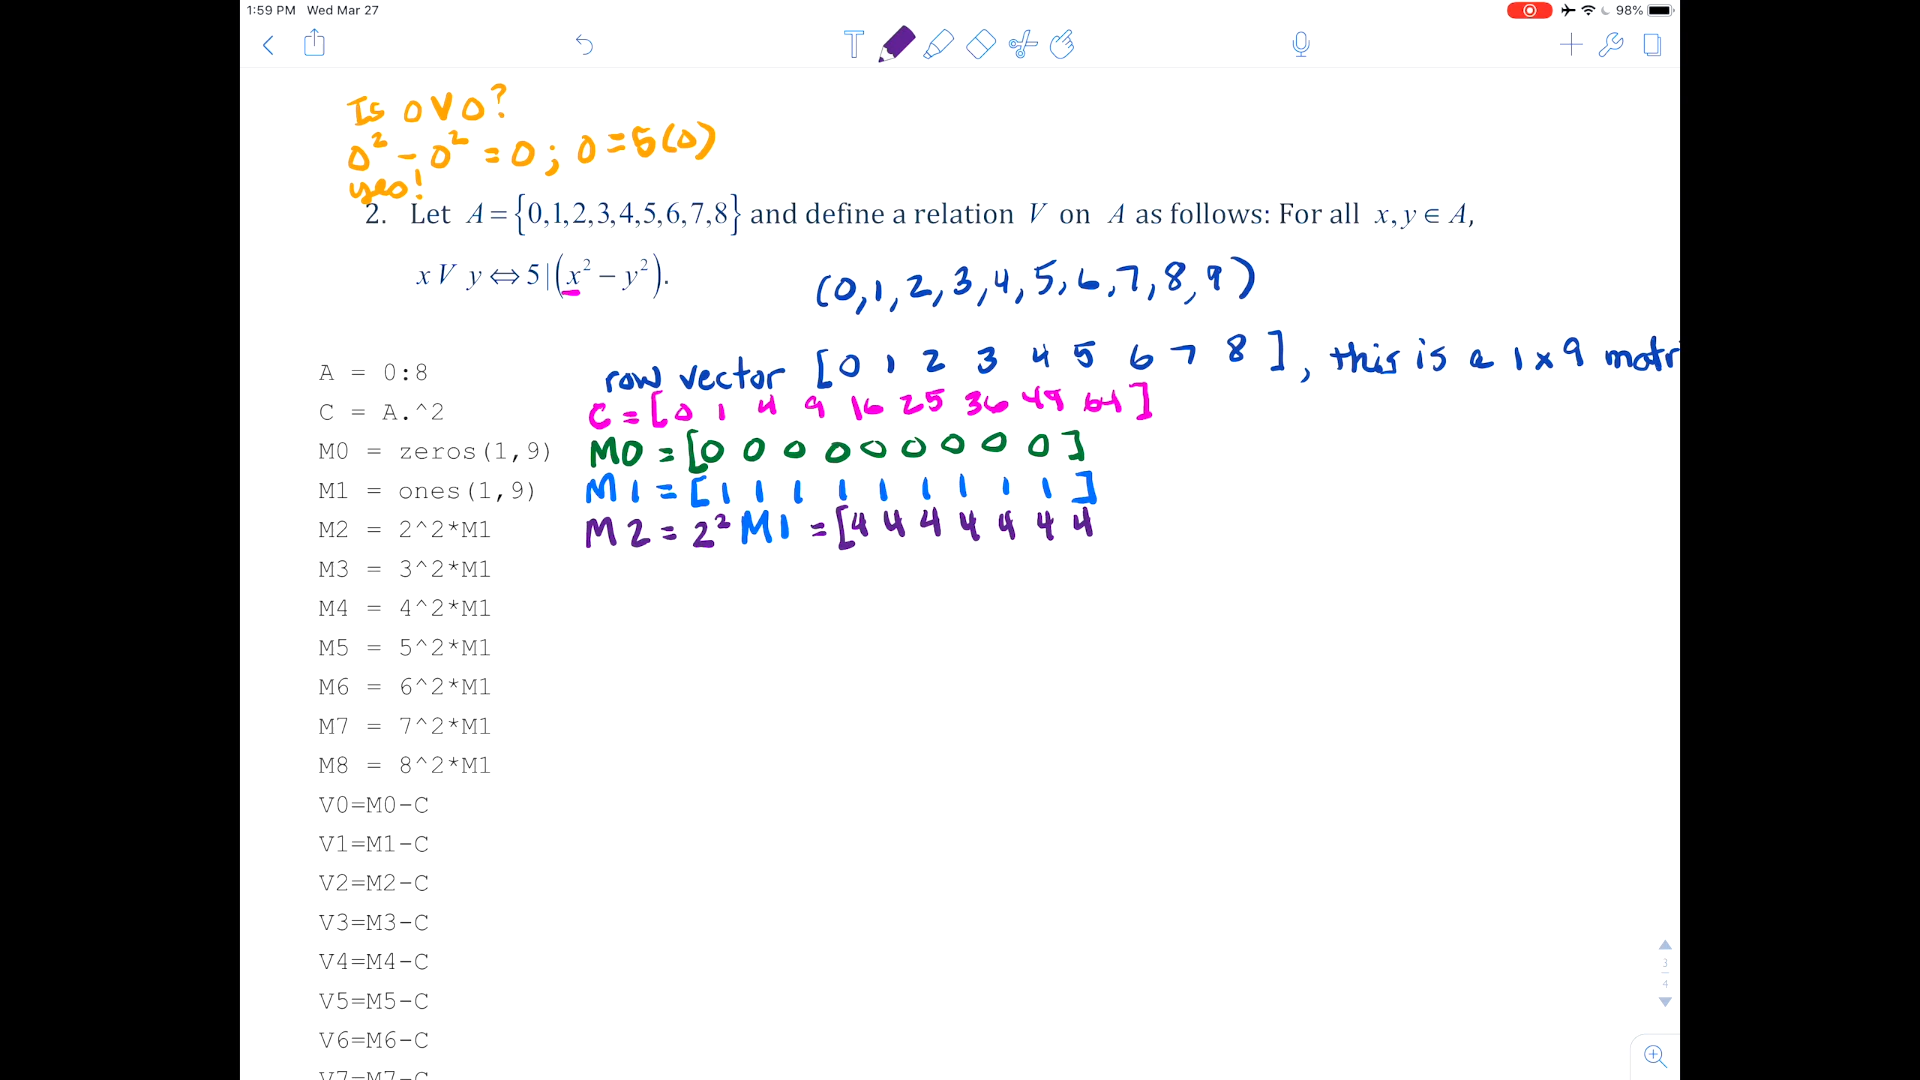 1:59 PM Wed Mar 27
98%
Is 0 V 0?
0² - 0² = 0; 0 = 5(0)
yes!
2. Let A = {0,1,2,3,4,5,6,7,8} and define a relation V on A as follows: For all x, y ∈ A,
x V y ⇔ 5 | (x² − y²).
(0,1,2,3,4,5,6,7,8,9)
A = 0:8
row vector [0 1 2 3 4 5 6 7 8], this is a 1x9 matri
C = A.^2
C = [0 1 4 9 16 25 36 49 64]
M0 = zeros(1,9)
M0 = [0 0 0 0 0 0 0 0 0]
M1 = ones(1,9)
M1 = [1 1 1 1 1 1 1 1 1]
M2 = 2^2*M1
M2 = 2² M1 = [4 4 4 4 4 4 4
M3 = 3^2*M1
M4 = 4^2*M1
M5 = 5^2*M1
M6 = 6^2*M1
M7 = 7^2*M1
M8 = 8^2*M1
V0=M0-C
V1=M1-C
V2=M2-C
V3=M3-C
V4=M4-C
V5=M5-C
V6=M6-C
V7=M7-C
3
4